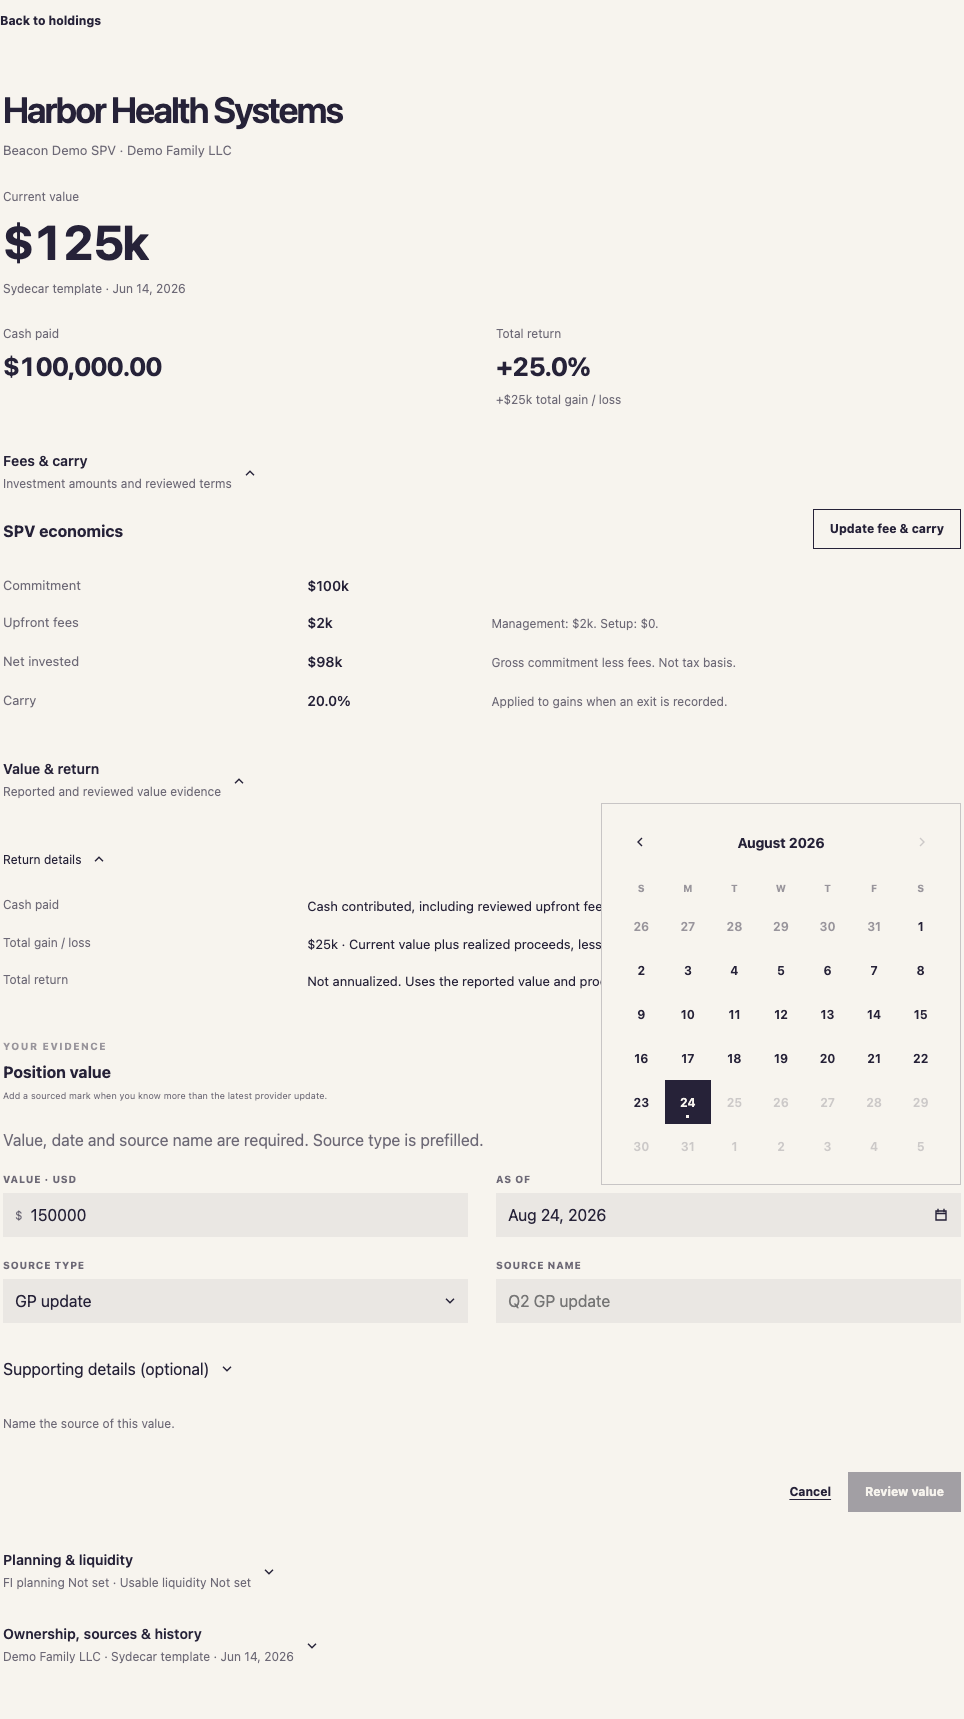 Back to holdings
Harbor Health Systems
Beacon Demo SPV · Demo Family LLC
Current value
$125k
Sydecar template · Jun 14, 2026
Cash paid
$100,000.00
Total return
+25.0%
+$25k total gain / loss
Fees & carry
Investment amounts and reviewed terms
SPV economics
Update fee & carry
Commitment $100k
Upfront fees $2k Management: $2k. Setup: $0.
Net invested $98k Gross commitment less fees. Not tax basis.
Carry 20.0% Applied to gains when an exit is recorded.
Value & return
Reported and reviewed value evidence
Return details
Cash paid Cash contributed, including reviewed upfront fee
Total gain / loss $25k · Current value plus realized proceeds, less
Total return Not annualized. Uses the reported value and pro
August 2026
S M T W T F S
26 27 28 29 30 31 1
2 3 4 5 6 7 8
9 10 11 12 13 14 15
16 17 18 19 20 21 22
23 24 25 26 27 28 29
30 31 1 2 3 4 5
YOUR EVIDENCE
Position value
Add a sourced mark when you know more than the latest provider update.
Value, date and source name are required. Source type is prefilled.
VALUE · USD
$ 150000
AS OF
Aug 24, 2026
SOURCE TYPE
GP update
SOURCE NAME
Q2 GP update
Supporting details (optional)
Name the source of this value.
Cancel
Review value
Planning & liquidity
FI planning Not set · Usable liquidity Not set
Ownership, sources & history
Demo Family LLC · Sydecar template · Jun 14, 2026